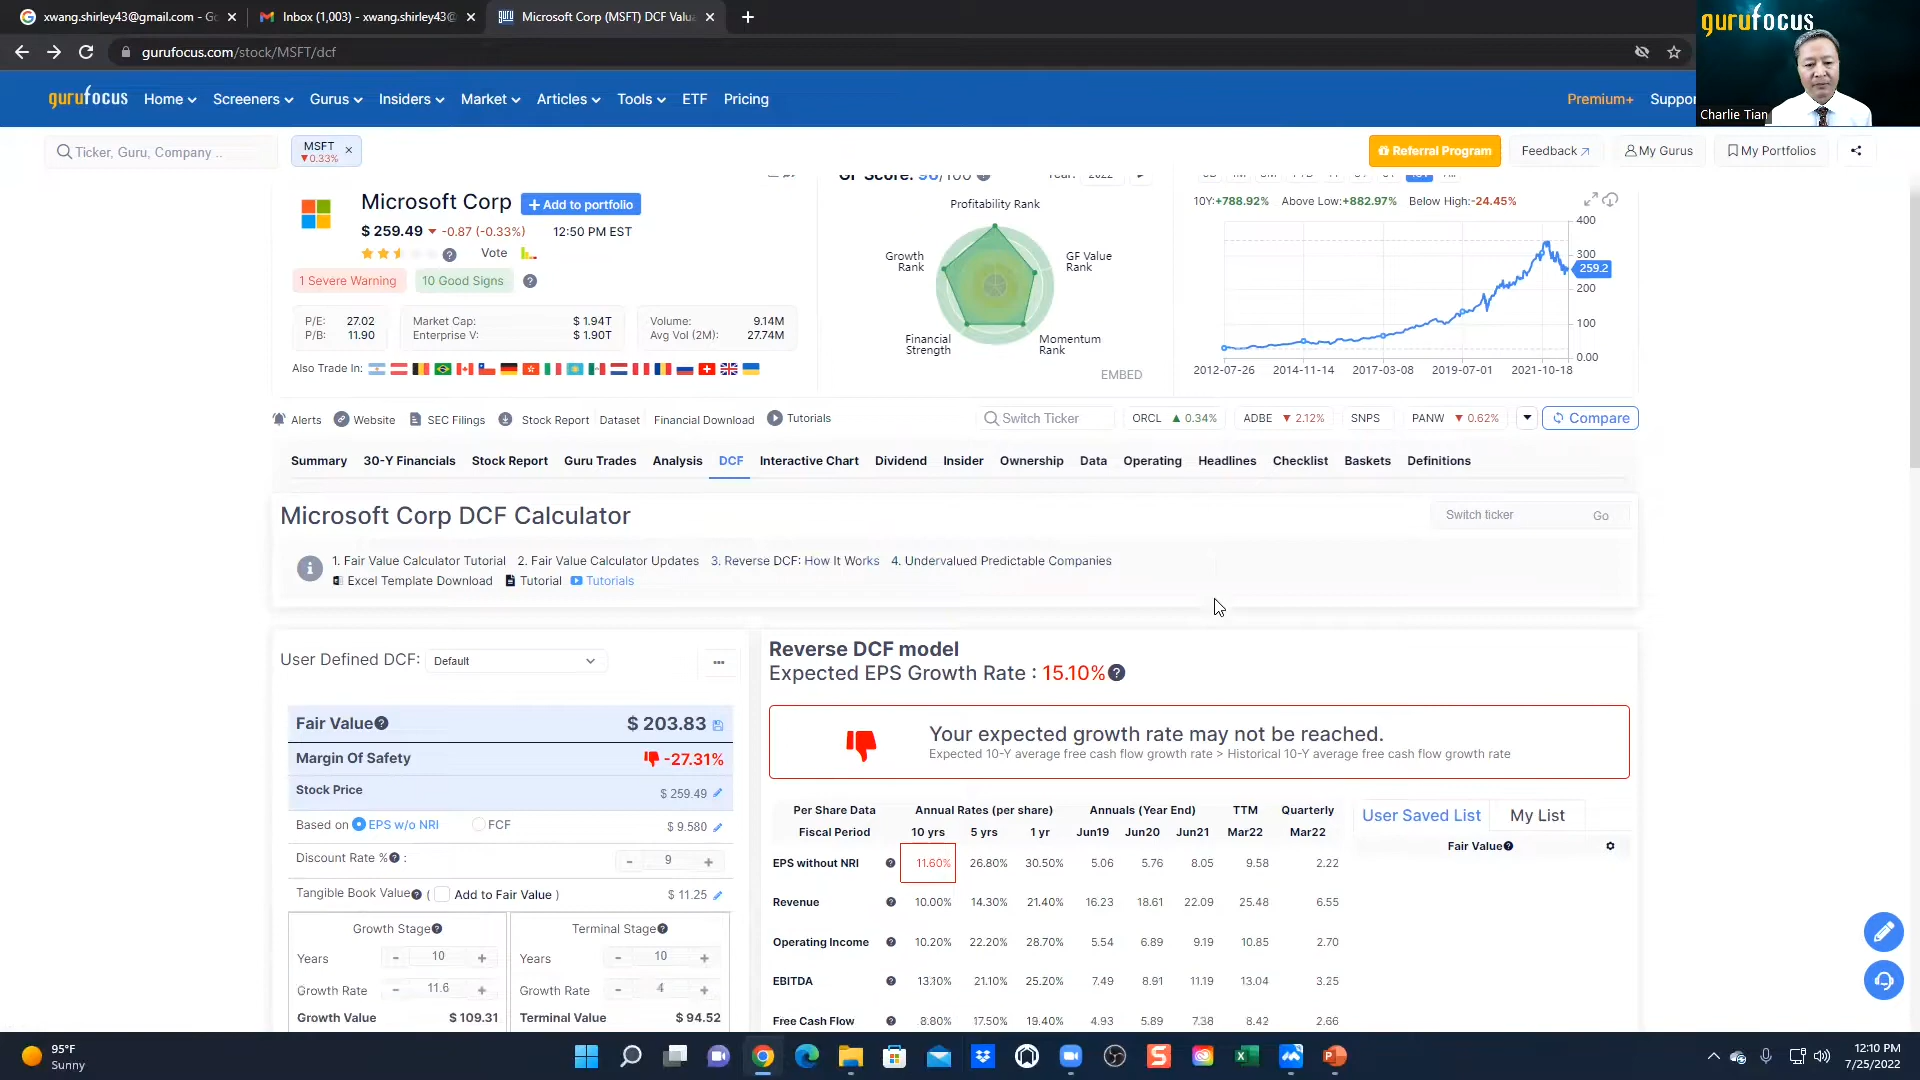 xwang.shirley43@gmail.com - Go
Inbox (1,003) - xwang.shirley43@
Microsoft Corp (MSFT) DCF Valua
gurufocus.com/stock/MSFT/dcf
gurufocus
Charlie Tian
gurufocus Home Screeners Gurus Insiders Market Articles Tools ETF Pricing Premium+ Suppor
Ticker, Guru, Company ..
MSFT
▼0.33%
Referral Program Feedback My Gurus My Portfolios
Microsoft Corp + Add to portfolio
$ 259.49 -0.87 (-0.33%) 12:50 PM EST
Vote
1 Severe Warning 10 Good Signs
P/E: 27.02
P/B: 11.90
Market Cap: $ 1.94T
Enterprise V: $ 1.90T
Volume: 9.14M
Avg Vol (2M): 27.74M
Also Trade In:
GF Score: 96/100 Year: 2022
Profitability Rank
Growth Rank
GF Value Rank
Financial Strength
Momentum Rank
EMBED
10Y:+788.92% Above Low:+882.97% Below High:-24.45%
400
300
259.2
200
100
0.00
2012-07-26 2014-11-14 2017-03-08 2019-07-01 2021-10-18
Alerts Website SEC Filings Stock Report Dataset Financial Download Tutorials
Switch Ticker ORCL ▲ 0.34% ADBE ▼ 2.12% SNPS PANW ▼ 0.62% Compare
Summary 30-Y Financials Stock Report Guru Trades Analysis DCF Interactive Chart Dividend Insider Ownership Data Operating Headlines Checklist Baskets Definitions
Microsoft Corp DCF Calculator
Switch ticker Go
1. Fair Value Calculator Tutorial 2. Fair Value Calculator Updates 3. Reverse DCF: How It Works 4. Undervalued Predictable Companies
Excel Template Download Tutorial Tutorials
User Defined DCF: Default
Fair Value $ 203.83
Margin Of Safety -27.31%
Stock Price $ 259.49
Based on EPS w/o NRI FCF $ 9.580
Discount Rate % : - 9 +
Tangible Book Value ( Add to Fair Value ) $ 11.25
Growth Stage
Years - 10 +
Growth Rate - 11.6 +
Growth Value $ 109.31
Terminal Stage
Years - 10 +
Growth Rate - 4 +
Terminal Value $ 94.52
Reverse DCF model
Expected EPS Growth Rate : 15.10%
Your expected growth rate may not be reached.
Expected 10-Y average free cash flow growth rate > Historical 10-Y average free cash flow growth rate
Per Share Data Annual Rates (per share) Annuals (Year End) TTM Quarterly
Fiscal Period 10 yrs 5 yrs 1 yr Jun19 Jun20 Jun21 Mar22 Mar22
EPS without NRI 11.60% 26.80% 30.50% 5.06 5.76 8.05 9.58 2.22
Revenue 10.00% 14.30% 21.40% 16.23 18.61 22.09 25.48 6.55
Operating Income 10.20% 22.20% 28.70% 5.54 6.89 9.19 10.85 2.70
EBITDA 13.10% 21.10% 25.20% 7.49 8.91 11.19 13.04 3.25
Free Cash Flow 8.80% 17.50% 19.40% 4.93 5.89 7.38 8.42 2.66
User Saved List My List
Fair Value
95°F
Sunny
12:10 PM
7/25/2022